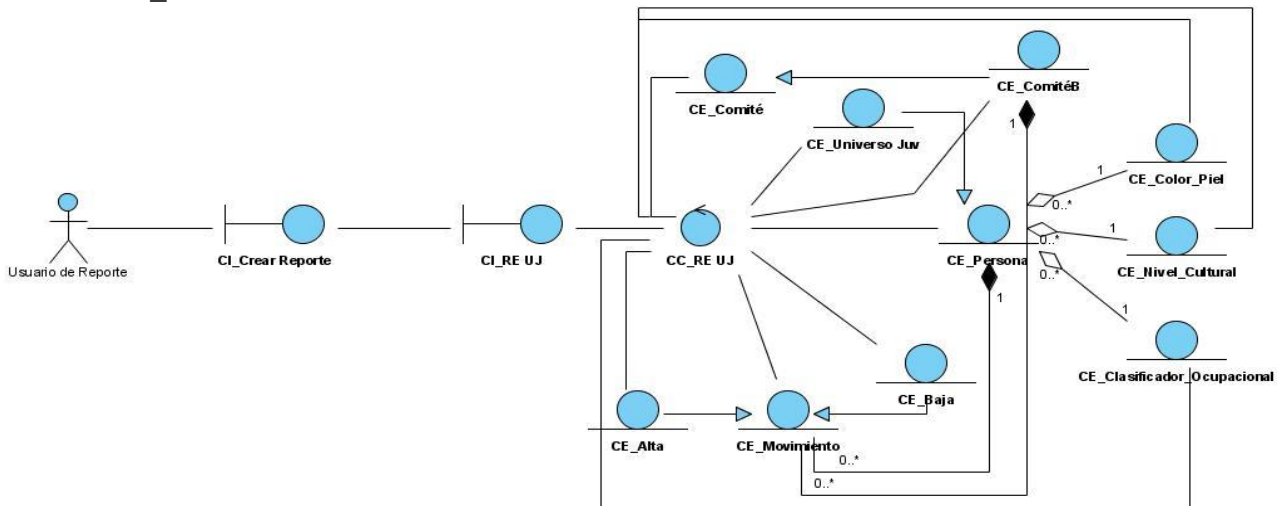 CE_ComitéB
CE_Comité
1
CE_Universo Juv
1
CE_Color_Piel
0..*
Usuario de Reporte
CI_Crear Reporte
CI_RE UJ
CC_RE UJ
CE_Persona
0..*
1
CE_Nivel_Cultural
0..*
1
1
CE_Clasificador_Ocupacional
CE_Baja
CE_Alta
CE_Movimiento
0..*
0..*